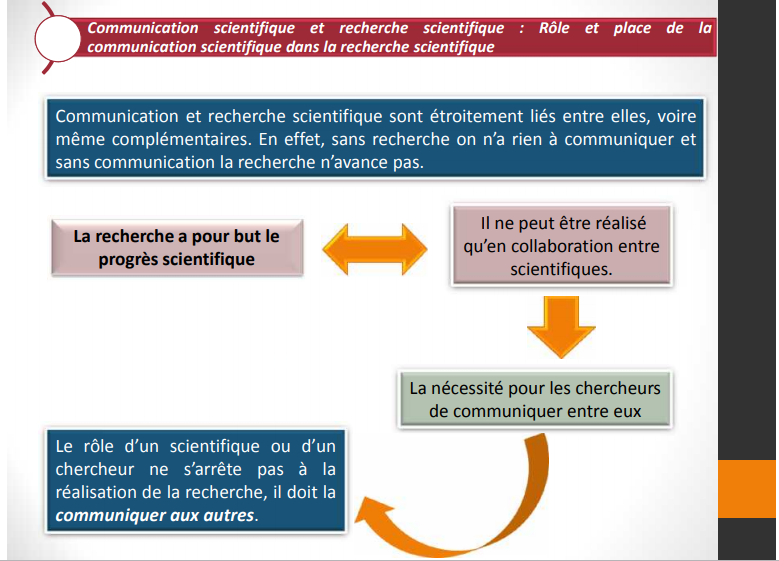 Communication scientifique et recherche scientifique : Rôle et place de la
communication scientifique dans la recherche scientifique
Communication et recherche scientifique sont étroitement liés entre elles, voire
même complémentaires. En effet, sans recherche on n’a rien à communiquer et
sans communication la recherche n’avance pas.
La recherche a pour but le
progrès scientifique
Il ne peut être réalisé
qu’en collaboration entre
scientifiques.
La nécessité pour les chercheurs
de communiquer entre eux
Le rôle d’un scientifique ou d’un
chercheur ne s’arrête pas à la
réalisation de la recherche, il doit la
communiquer aux autres.